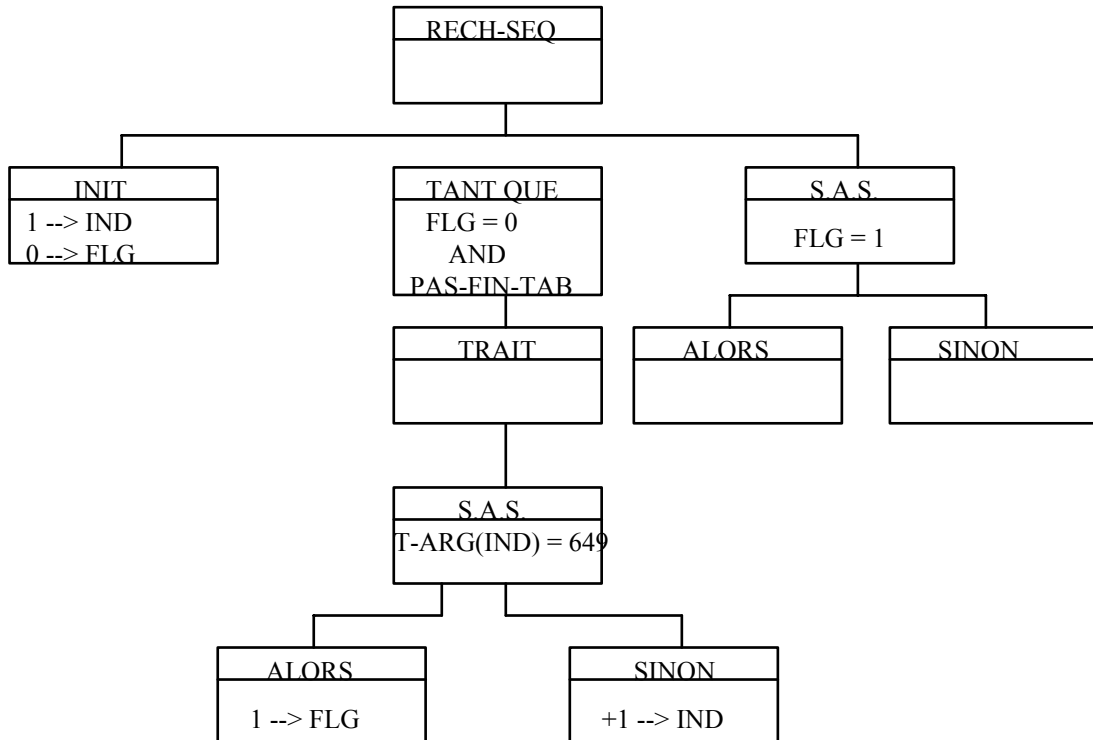 RECH-SEQ
INIT
1 --> IND
0 --> FLG
TANT QUE
FLG = 0
AND
PAS-FIN-TAB
S.A.S.
FLG = 1
TRAIT
ALORS
SINON
S.A.S.
T-ARG(IND) = 649
ALORS
1 --> FLG
SINON
+1 --> IND